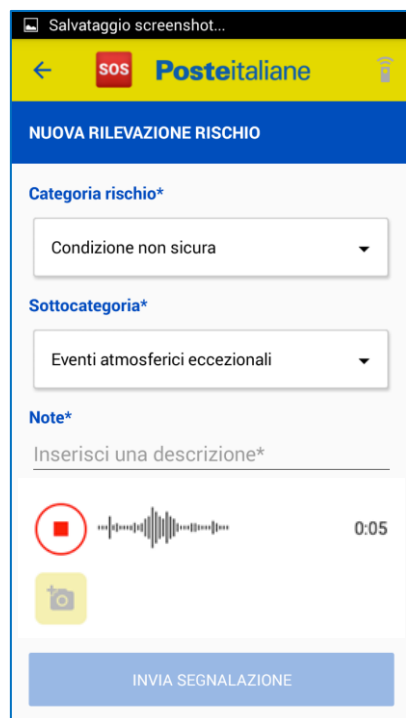 Salvataggio screenshot...
SOS Posteitaliane
NUOVA RILEVAZIONE RISCHIO
Categoria rischio*
Condizione non sicura
Sottocategoria*
Eventi atmosferici eccezionali
Note*
Inserisci una descrizione*
0:05
INVIA SEGNALAZIONE